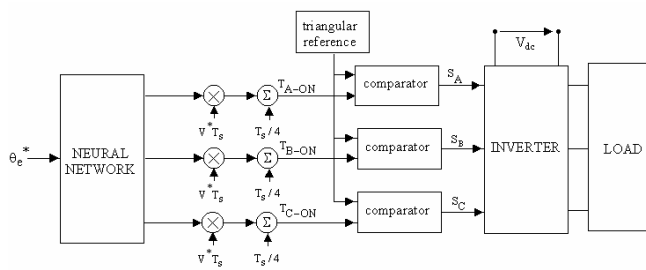 triangular
reference
V_dc
T_A-ON
comparator
S_A
V*T_s
T_s/4
θ_e*
NEURAL
NETWORK
T_B-ON
comparator
S_B
INVERTER
LOAD
V*T_s
T_s/4
T_C-ON
comparator
S_C
V*T_s
T_s/4
×
Σ
×
Σ
×
Σ